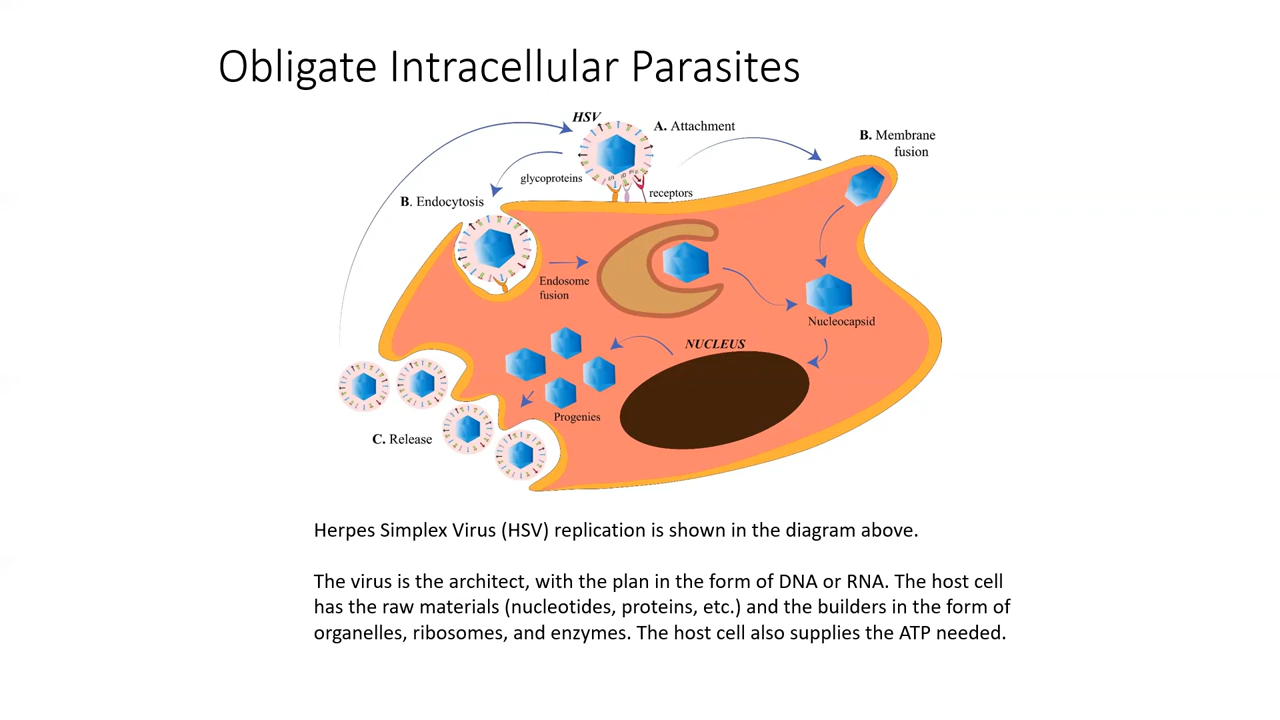 Obligate Intracellular Parasites
HSV
A. Attachment
B. Membrane
fusion
glycoproteins
receptors
B. Endocytosis
Endosome
fusion
Nucleocapsid
NUCLEUS
Progenies
C. Release
Herpes Simplex Virus (HSV) replication is shown in the diagram above.
The virus is the architect, with the plan in the form of DNA or RNA. The host cell
has the raw materials (nucleotides, proteins, etc.) and the builders in the form of
organelles, ribosomes, and enzymes. The host cell also supplies the ATP needed.